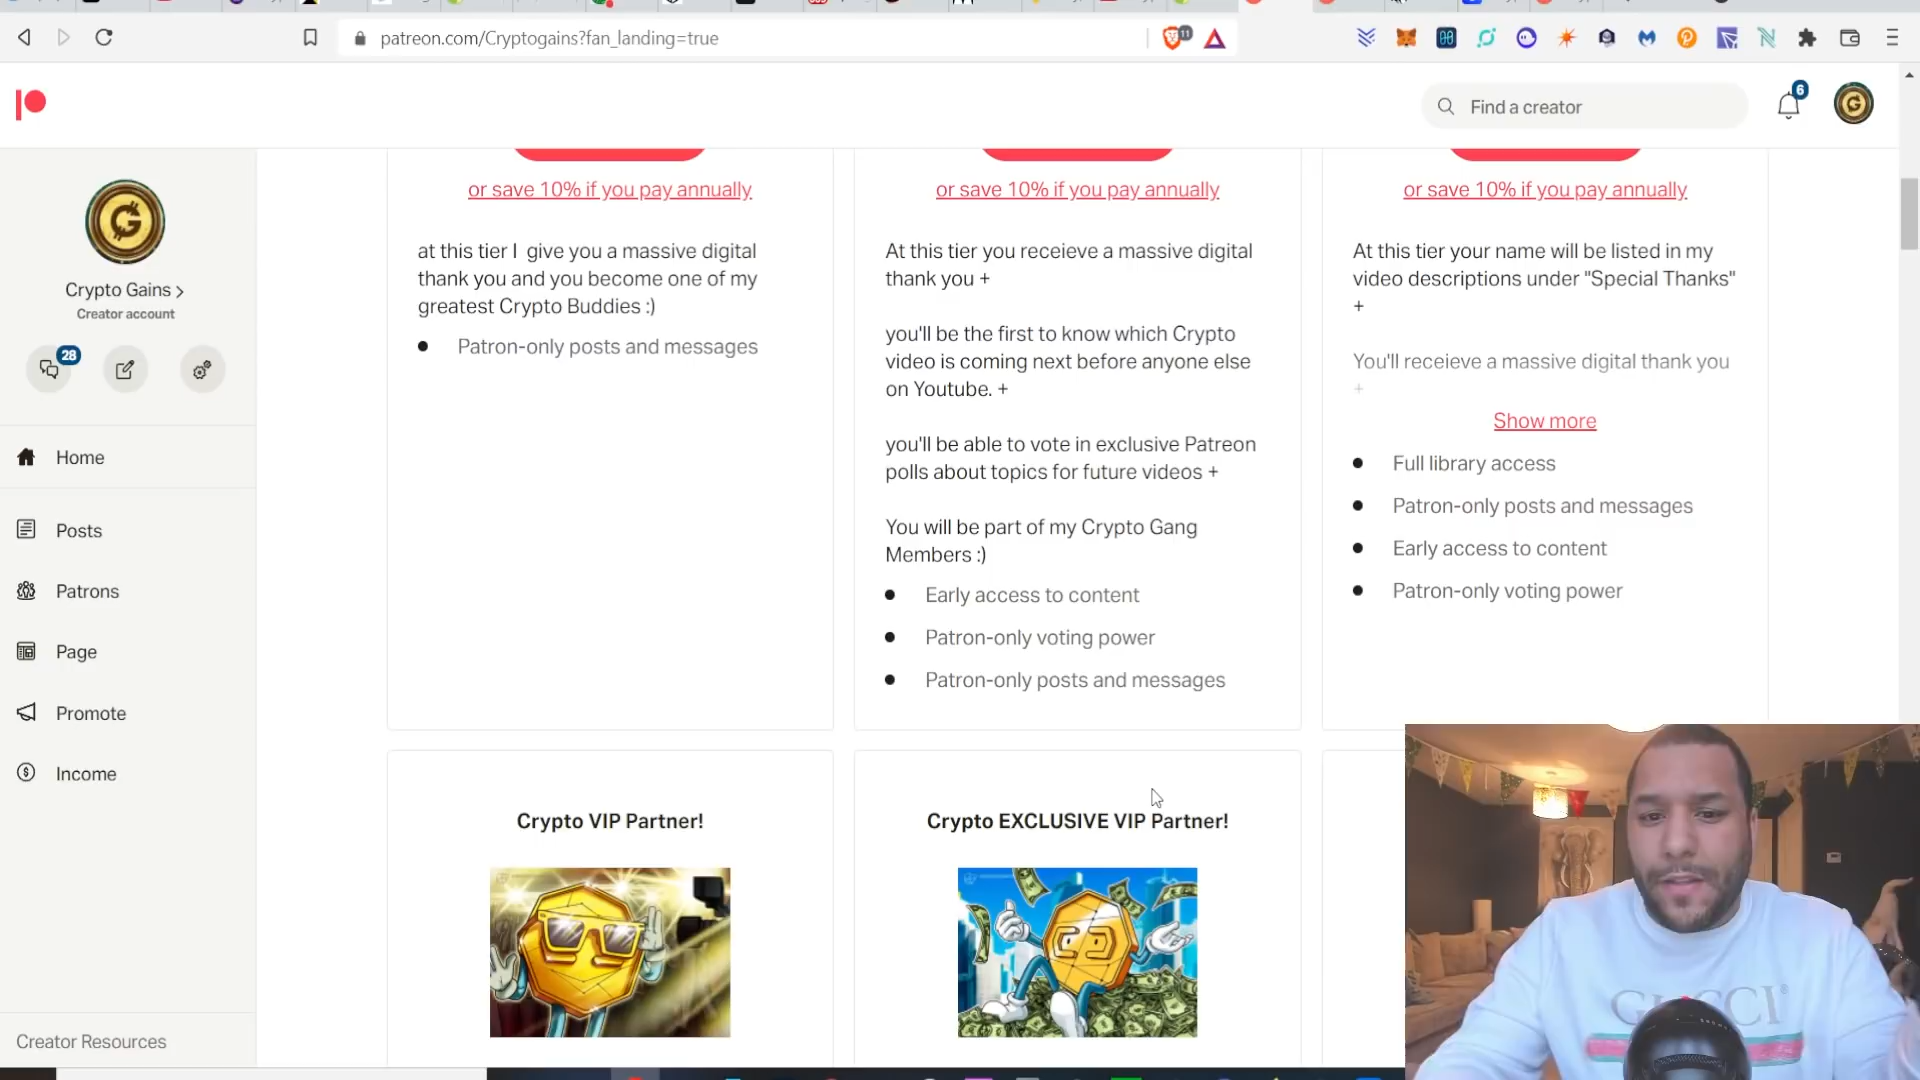 patreon.com/Cryptogains?fan_landing=true
11
Find a creator
6
Crypto Gains
Creator account
28
Home
Posts
Patrons
Page
Promote
Income
Creator Resources
or save 10% if you pay annually
at this tier I give you a massive digital
thank you and you become one of my
greatest Crypto Buddies :)
Patron-only posts and messages
or save 10% if you pay annually
At this tier you receieve a massive digital
thank you +
you'll be the first to know which Crypto
video is coming next before anyone else
on Youtube. +
you'll be able to vote in exclusive Patreon
polls about topics for future videos +
You will be part of my Crypto Gang
Members :)
Early access to content
Patron-only voting power
Patron-only posts and messages
or save 10% if you pay annually
At this tier your name will be listed in my
video descriptions under "Special Thanks"
+
You'll receieve a massive digital thank you
+
Show more
Full library access
Patron-only posts and messages
Early access to content
Patron-only voting power
Crypto VIP Partner!
Crypto EXCLUSIVE VIP Partner!
GUCCI